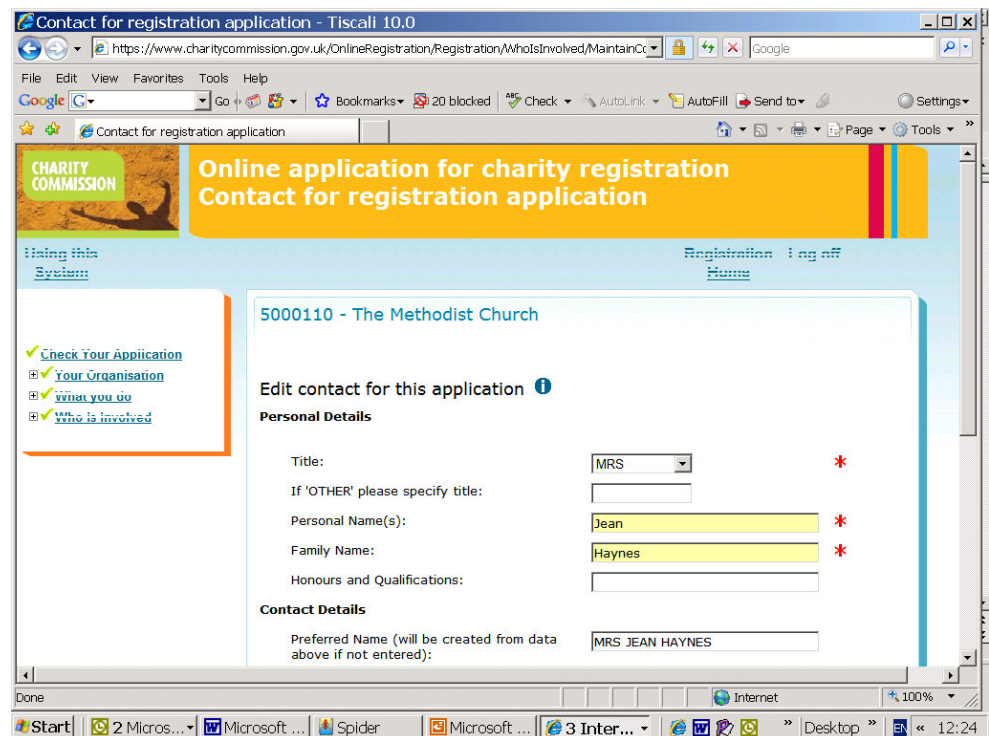 Contact for registration application - Tiscali 10.0
https://www.charitycommission.gov.uk/OnlineRegistration/Registration/WhoIsInvolved/MaintainCo
Google
File Edit View Favorites Tools Help
Google G Go Bookmarks 20 blocked ABC Check AutoLink AutoFill Send to Settings
Contact for registration application Page Tools »
CHARITY COMMISSION
Online application for charity registration
Contact for registration application
Using this System
Registration Home
Log off
5000110 - The Methodist Church
Check Your Application
Your Organisation
What you do
Who is involved
Edit contact for this application i
Personal Details
Title: MRS *
If 'OTHER' please specify title:
Personal Name(s): Jean *
Family Name: Haynes *
Honours and Qualifications:
Contact Details
Preferred Name (will be created from data above if not entered): MRS JEAN HAYNES
Done Internet 100%
Start 2 Micros... Microsoft ... Spider Microsoft ... 3 Inter... » Desktop » EN « 12:24